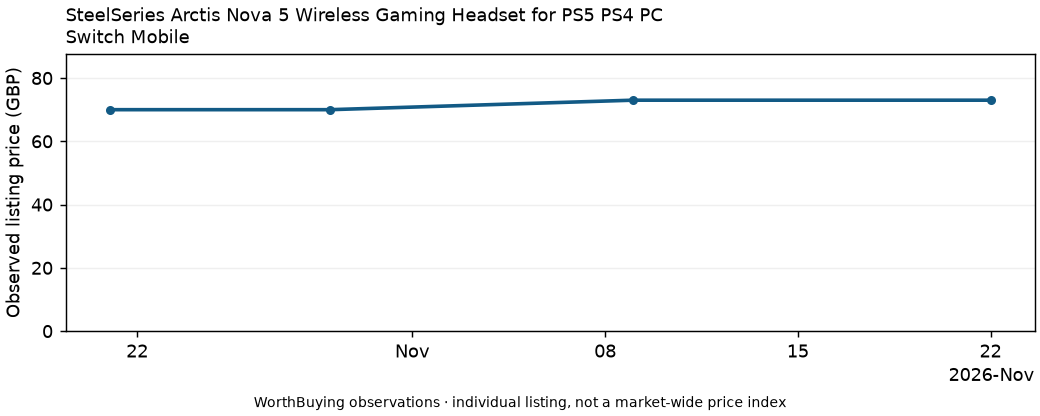 SteelSeries Arctis Nova 5 Wireless Gaming Headset for PS5 PS4 PC
Switch Mobile
Observed listing price (GBP)
80
60
40
20
0
22
Nov
08
15
22
2026-Nov
WorthBuying observations · individual listing, not a market-wide price index